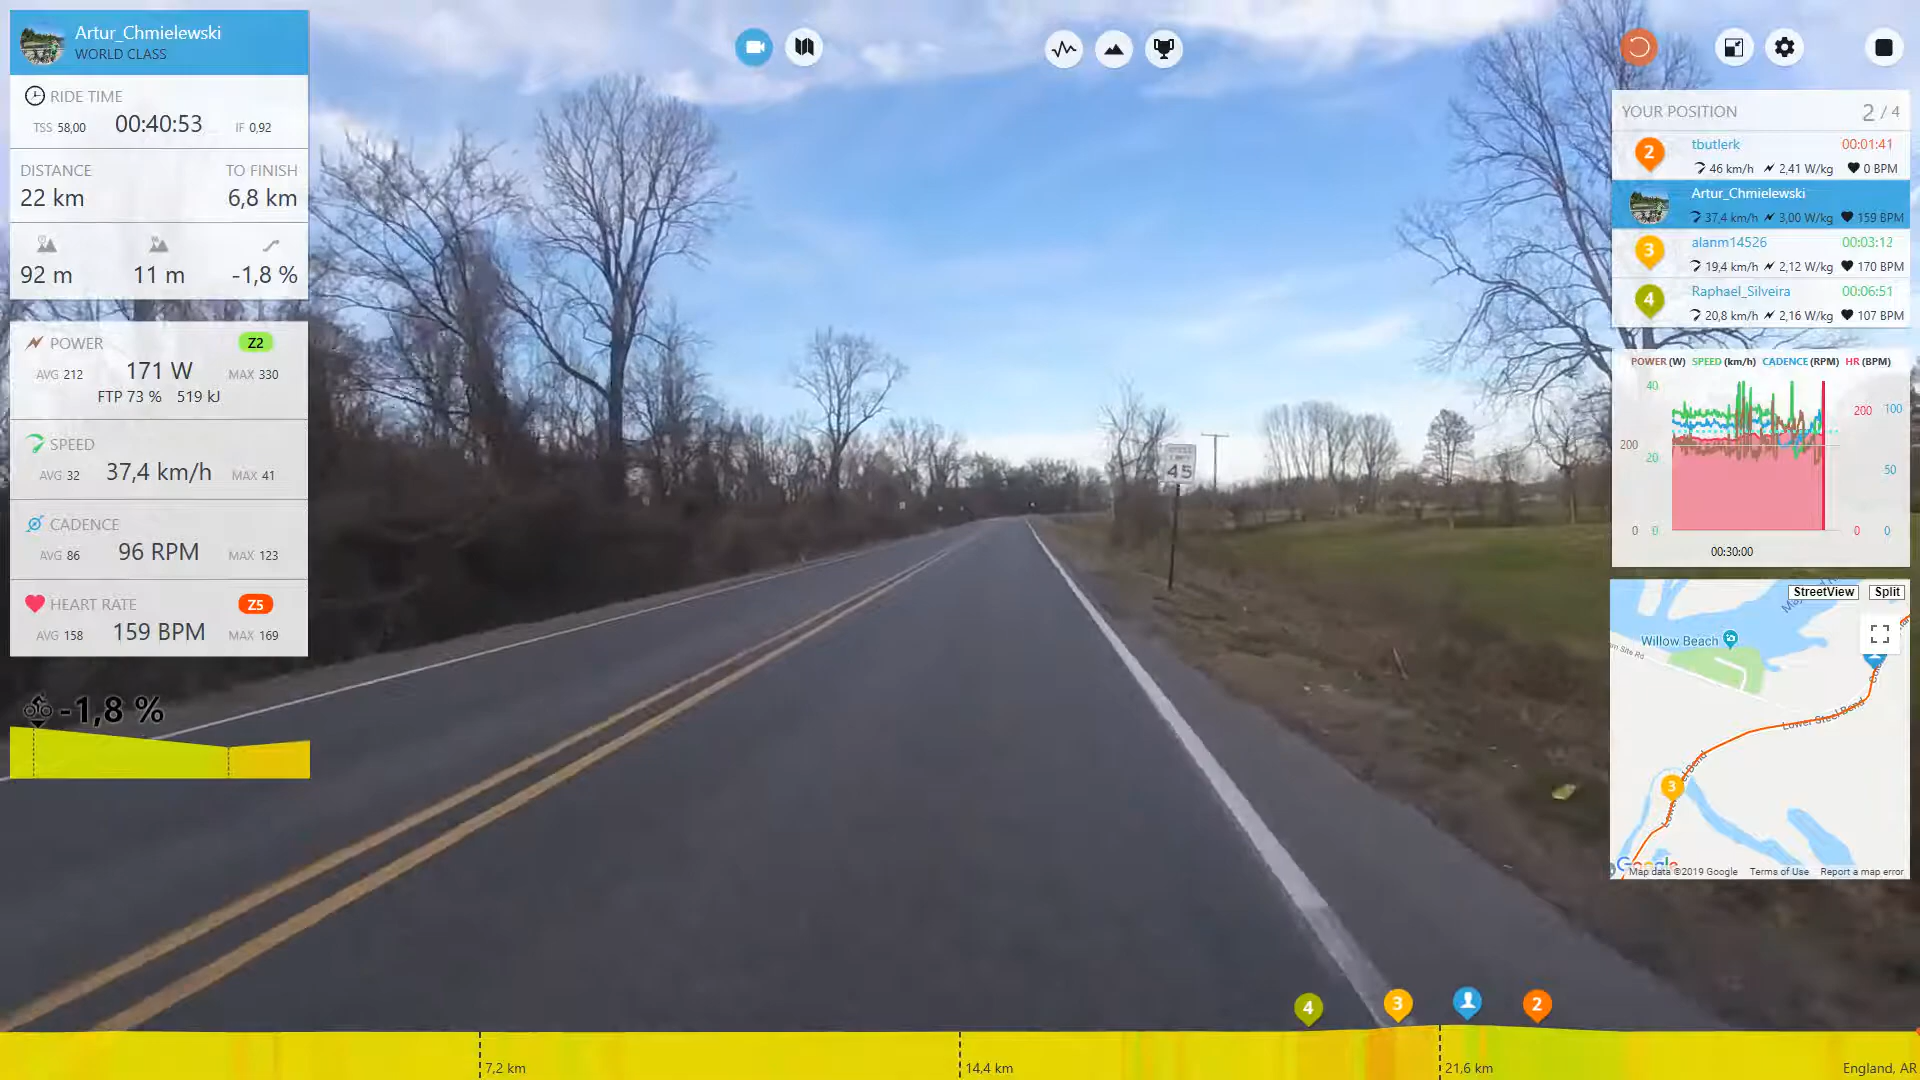 Artur_Chmielewski
WORLD CLASS
RIDE TIME
TSS 58,00 00:40:53 IF 0,92
DISTANCE TO FINISH
22 km 6,8 km
92 m 11 m -1,8 %
POWER Z2
AVG 212 171 W MAX 330
FTP 73 % 519 kJ
SPEED
AVG 32 37,4 km/h MAX 41
CADENCE
AVG 86 96 RPM MAX 123
HEART RATE Z5
AVG 158 159 BPM MAX 169
-1,8 %
45
YOUR POSITION 2 / 4
2 tbutlerk 00:01:41
46 km/h 2,41 W/kg 0 BPM
Artur_Chmielewski
37,4 km/h 3,00 W/kg 159 BPM
3 alanm14526 00:03:12
19,4 km/h 2,12 W/kg 170 BPM
4 Raphael_Silveira 00:06:51
20,8 km/h 2,16 W/kg 107 BPM
POWER (W) SPEED (km/h) CADENCE (RPM) HR (BPM)
40
200 100
200 20
50
0 0 0 0
00:30:00
StreetView Split
Willow Beach
Lower Steel Bend
3
Google
Map data ©2019 Google Terms of Use Report a map error
4 3 2
7,2 km 14,4 km 21,6 km England, AR